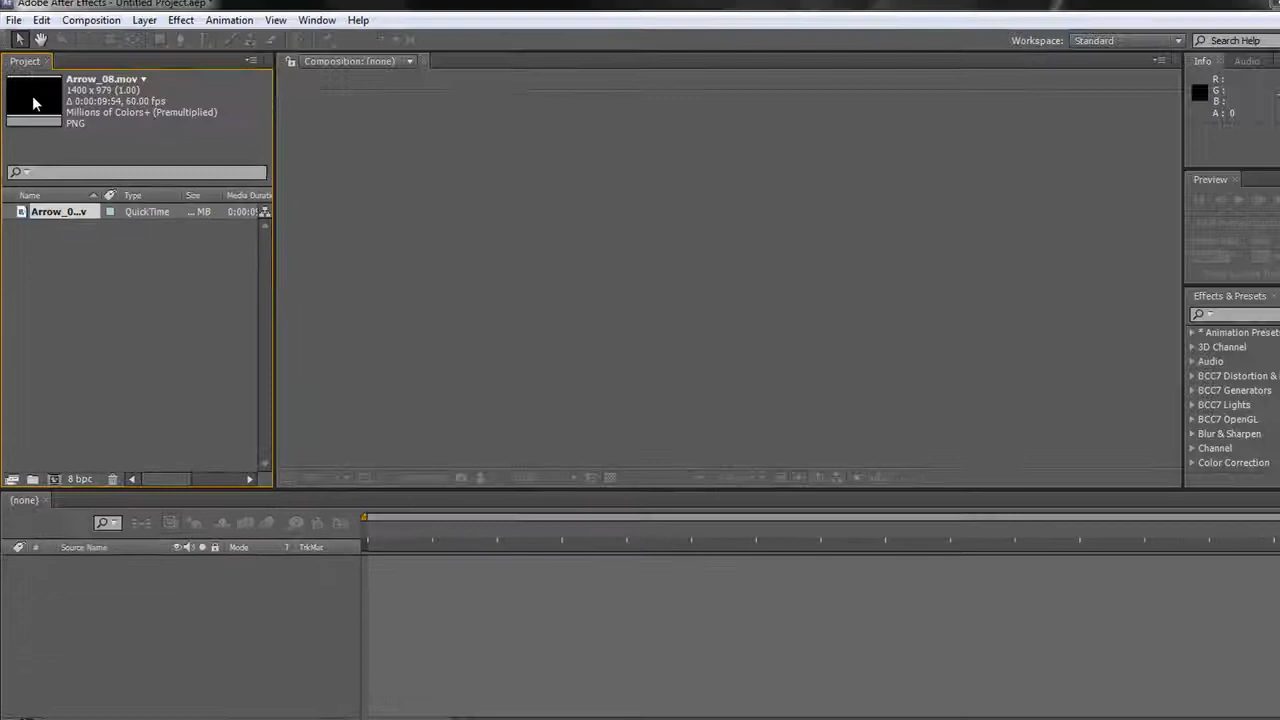 Adobe After Effects - Untitled Project.aep *
File Edit Composition Layer Effect Animation View Window Help
Workspace: Standard Search Help
Project Composition: (none) Info Audio
Arrow_08.mov
1400 x 979 (1.00)
Δ 0:00:09:54, 60.00 fps
Millions of Colors+ (Premultiplied)
PNG
R :
G :
B :
A : 0
Preview
Name Type Size Media Durati
Arrow_0...v QuickTime ... MB 0:00:0
Effects & Presets
* Animation Presets
3D Channel
Audio
BCC7 Distortion &
BCC7 Generators
BCC7 Lights
BCC7 OpenGL
Blur & Sharpen
Channel
Color Correction
8 bpc
(none)
# Source Name Mode T TrkMat